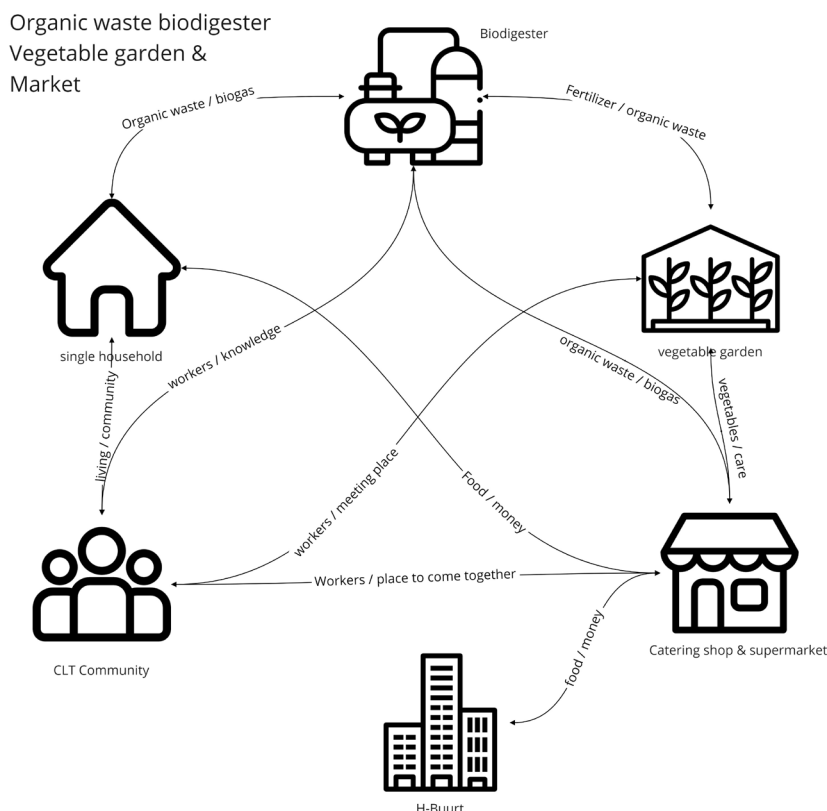 Organic waste biodigester
Vegetable garden &
Market
Biodigester
Organic waste / biogas
Fertilizer / organic waste
single household
vegetable garden
workers / knowledge
organic waste / biogas
living / community
vegetables / care
workers / meeting place
Food / money
Workers / place to come together
CLT Community
Catering shop & supermarket
food / money
H-Buurt